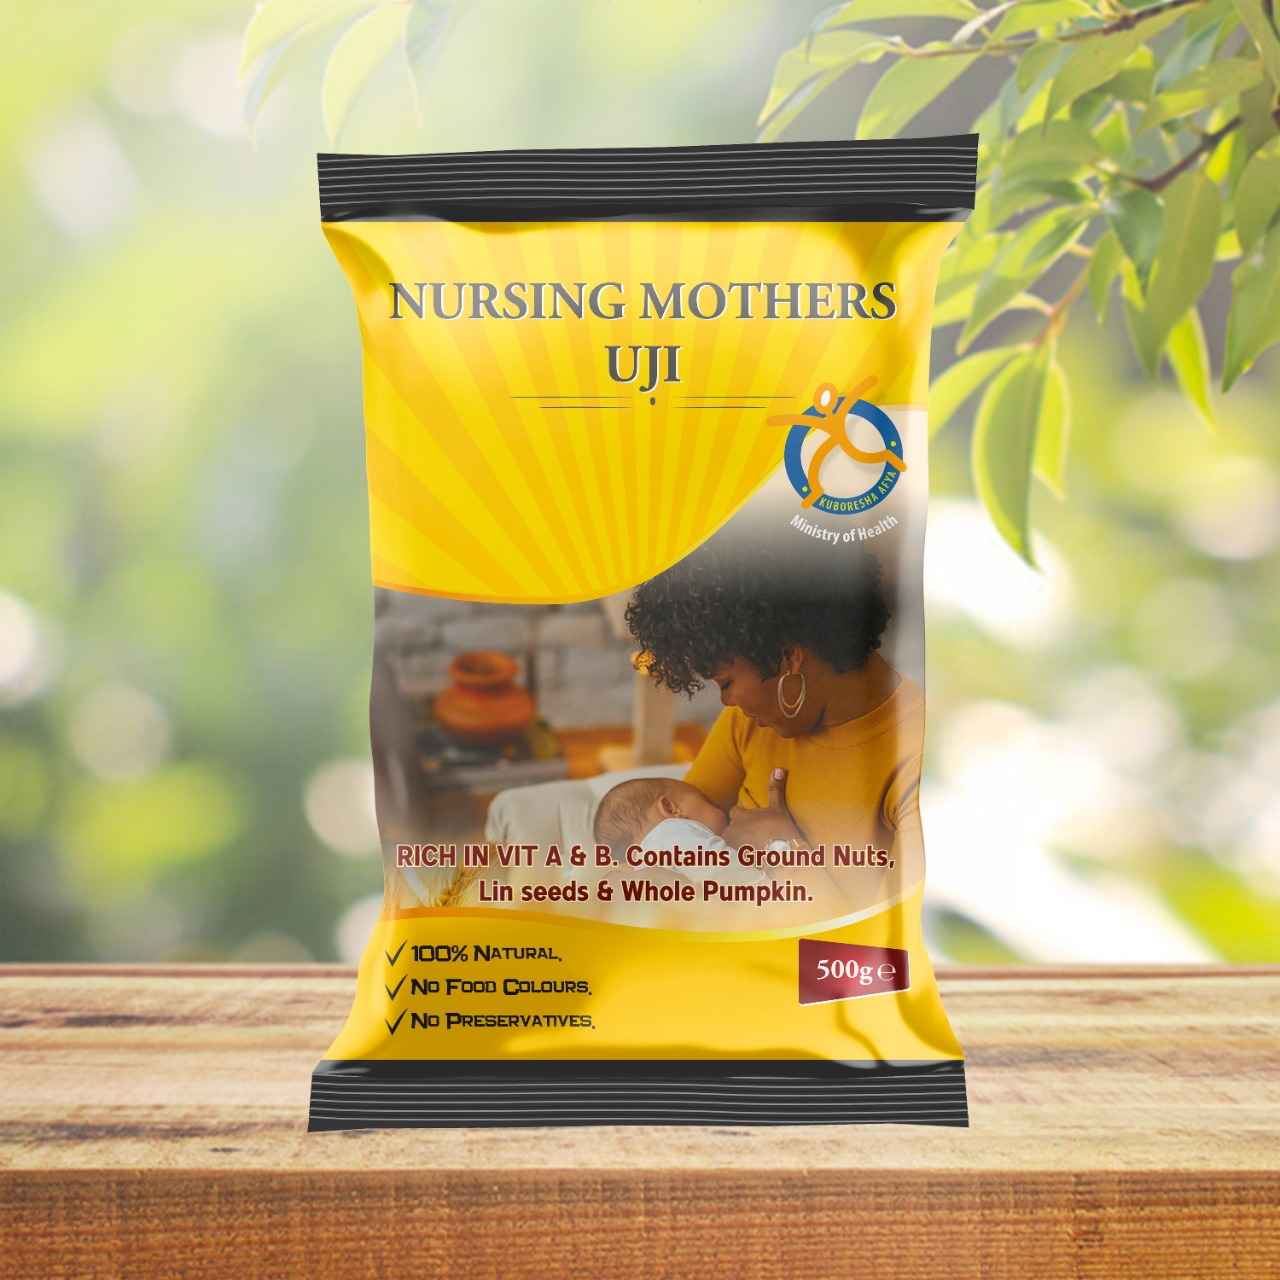 NURSING MOTHERS
UJI
KUBORESHA AFYA
Ministry of Health
RICH IN VIT A & B. Contains Ground Nuts,
Lin seeds & Whole Pumpkin.
100% NATURAL.
NO FOOD COLOURS.
NO PRESERVATIVES.
500g ℮